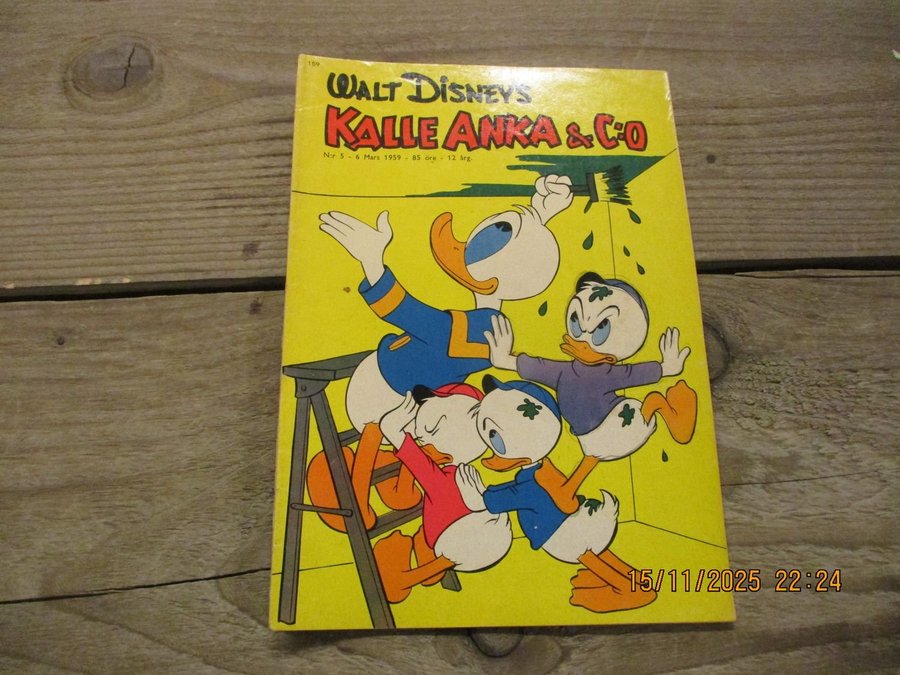 159
WALT DISNEY'S
KALLE ANKA & C:O
N:r 5 - 6 Mars 1959 - 85 öre - 12 årg.
15/11/2025 22:24